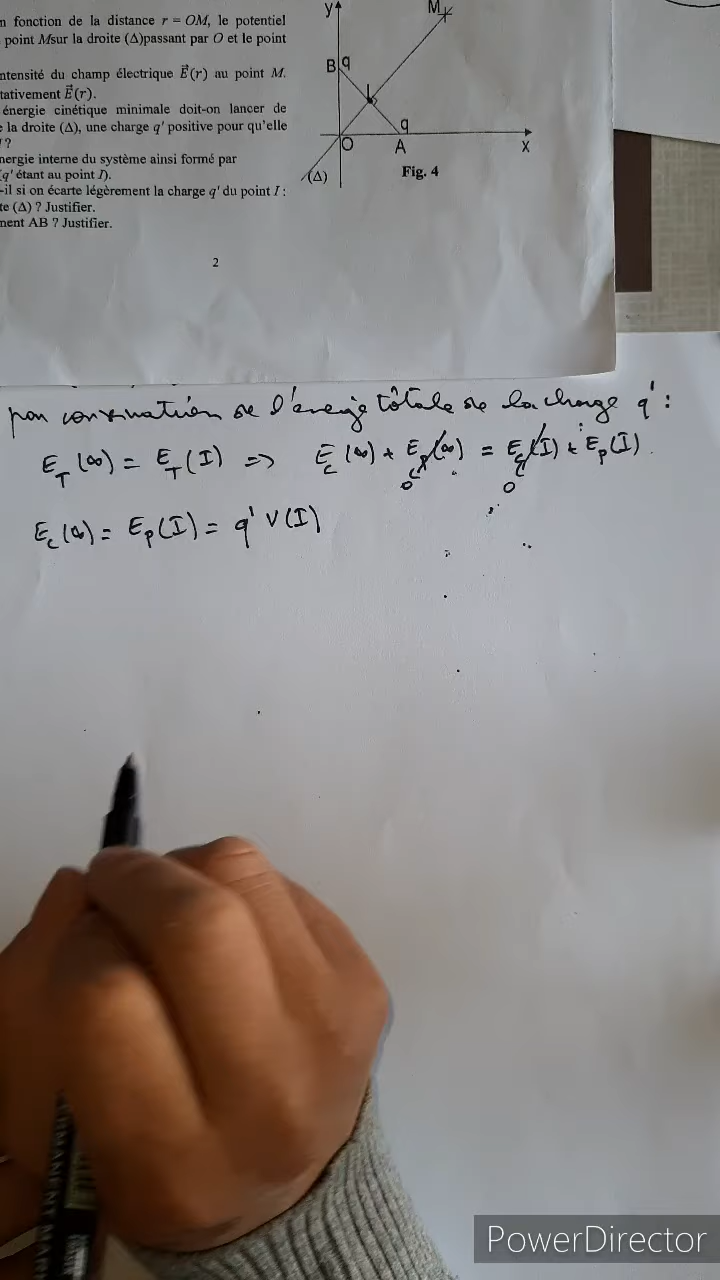 n fonction de la distance r = OM, le potentiel
point Msur la droite (Δ)passant par O et le point
ntensité du champ électrique E⃗(r) au point M.
tativement E⃗(r).
énergie cinétique minimale doit-on lancer de
la droite (Δ), une charge q' positive pour qu'elle
?
nergie interne du système ainsi formé par
q' étant au point I).
-il si on écarte légèrement la charge q' du point I :
te (Δ) ? Justifier.
ment AB ? Justifier.
y
M
B
q
I
q
O
A
x
(Δ)
Fig. 4
2
par conservation de l'énergie tôtale de la charge q' :
E_T(∞) = E_T(I) => E_c(∞) + E_p(∞) = E_c(I) + E_p(I).
0 0
E_c(∞) = E_p(I) = q' V(I)
PERMANENT MAR
PowerDirector